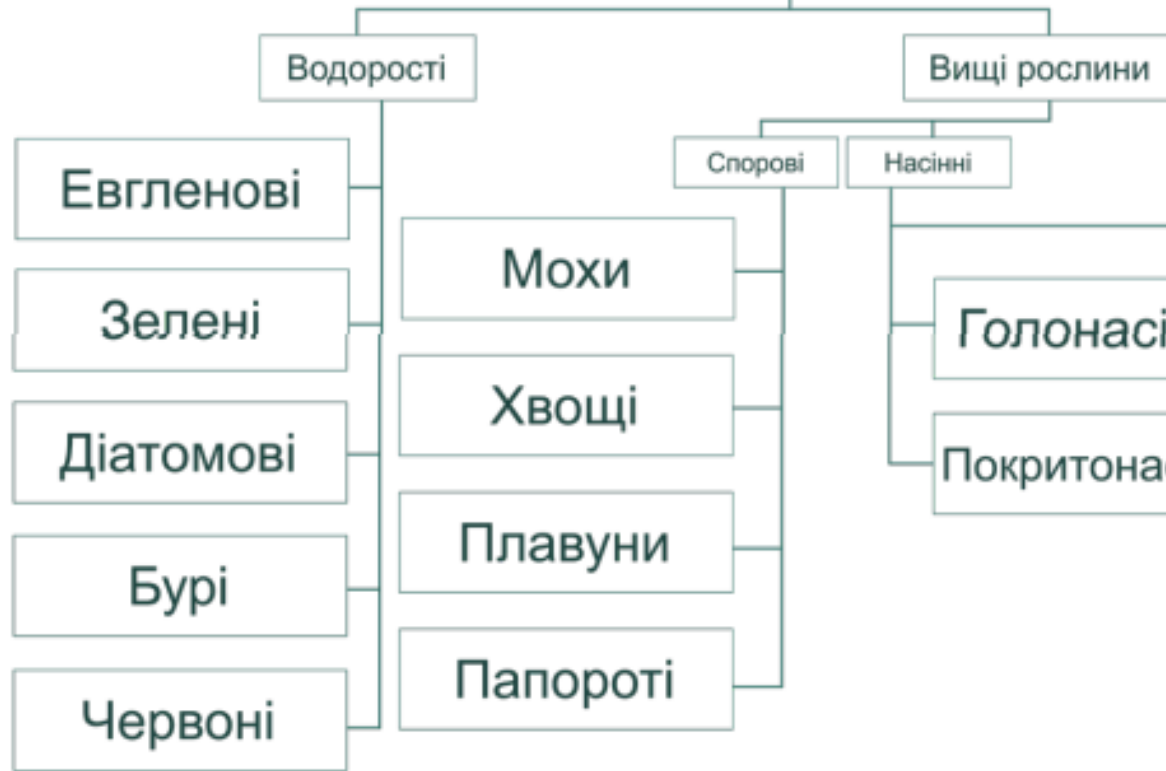 Водорості
Вищі рослини
Спорові
Насінні
Евгленові
Зелені
Діатомові
Бурі
Червоні
Мохи
Хвощі
Плавуни
Папороті
Голонасі
Покритонас